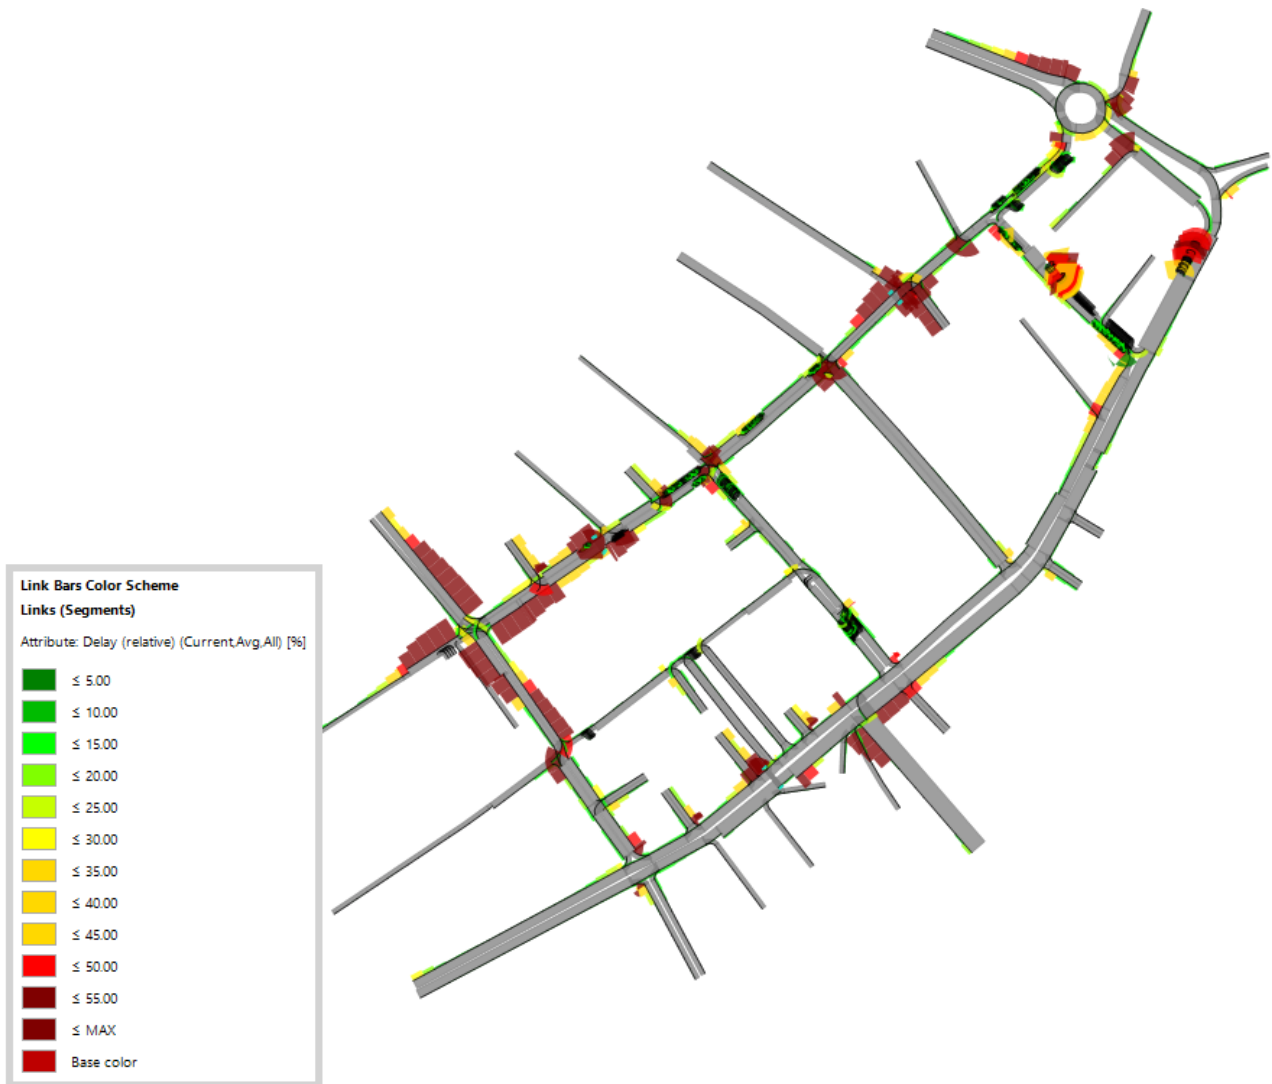 Link Bars Color Scheme
Links (Segments)
Attribute: Delay (relative) (Current,Avg,All) [%]
≤ 5.00
≤ 10.00
≤ 15.00
≤ 20.00
≤ 25.00
≤ 30.00
≤ 35.00
≤ 40.00
≤ 45.00
≤ 50.00
≤ 55.00
≤ MAX
Base color